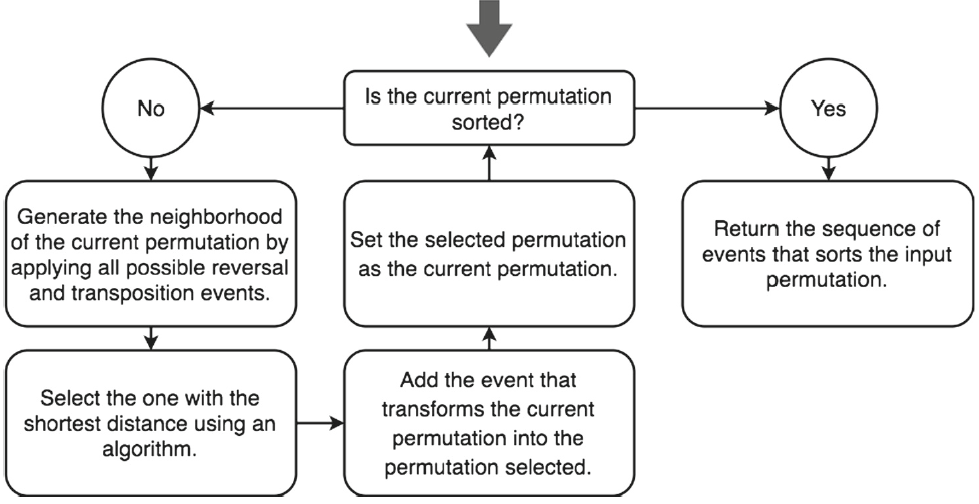 Is the current permutation
sorted?
No
Yes
Generate the neighborhood
of the current permutation by
applying all possible reversal
and transposition events.
Set the selected permutation
as the current permutation.
Return the sequence of
events that sorts the input
permutation.
Select the one with the
shortest distance using an
algorithm.
Add the event that
transforms the current
permutation into the
permutation selected.